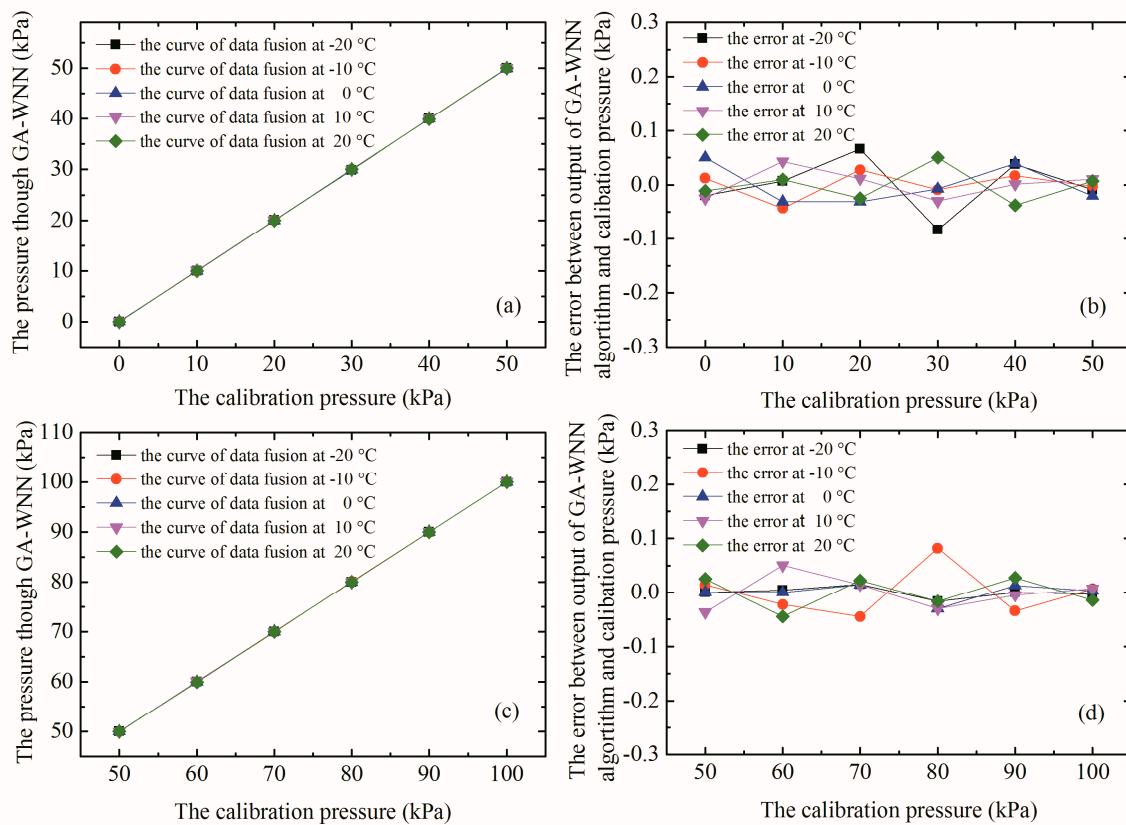 The pressure though GA-WNN (kPa)
50
40
30
20
10
0
the curve of data fusion at -20 °C
the curve of data fusion at -10 °C
the curve of data fusion at 0 °C
the curve of data fusion at 10 °C
the curve of data fusion at 20 °C
(a)
0 10 20 30 40 50
The calibration pressure (kPa)
The error between output of GA-WNN
algortithm and calibation pressure (kPa)
0.3
0.2
0.1
0.0
-0.1
-0.2
-0.3
the error at -20 °C
the error at -10 °C
the error at 0 °C
the error at 10 °C
the error at 20 °C
(b)
0 10 20 30 40 50
The calibration pressure (kPa)
The pressure though GA-WNN (kPa)
110
100
90
80
70
60
50
the curve of data fusion at -20 °C
the curve of data fusion at -10 °C
the curve of data fusion at 0 °C
the curve of data fusion at 10 °C
the curve of data fusion at 20 °C
(c)
50 60 70 80 90 100
The calibration pressure (kPa)
The error between output of GA-WNN
algortithm and calibation pressure (kPa)
0.3
0.2
0.1
0.0
-0.1
-0.2
-0.3
the error at -20 °C
the error at -10 °C
the error at 0 °C
the error at 10 °C
the error at 20 °C
(d)
50 60 70 80 90 100
The calibration pressure (kPa)